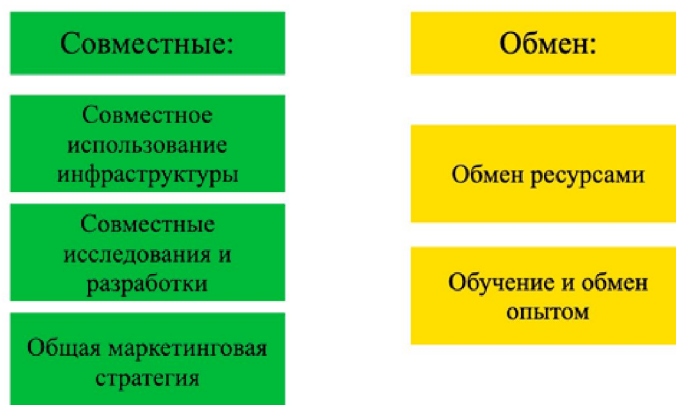 Совместные:
Совместное
использование
инфраструктуры
Совместные
исследования и
разработки
Общая маркетинговая
стратегия
Обмен:
Обмен ресурсами
Обучение и обмен
опытом